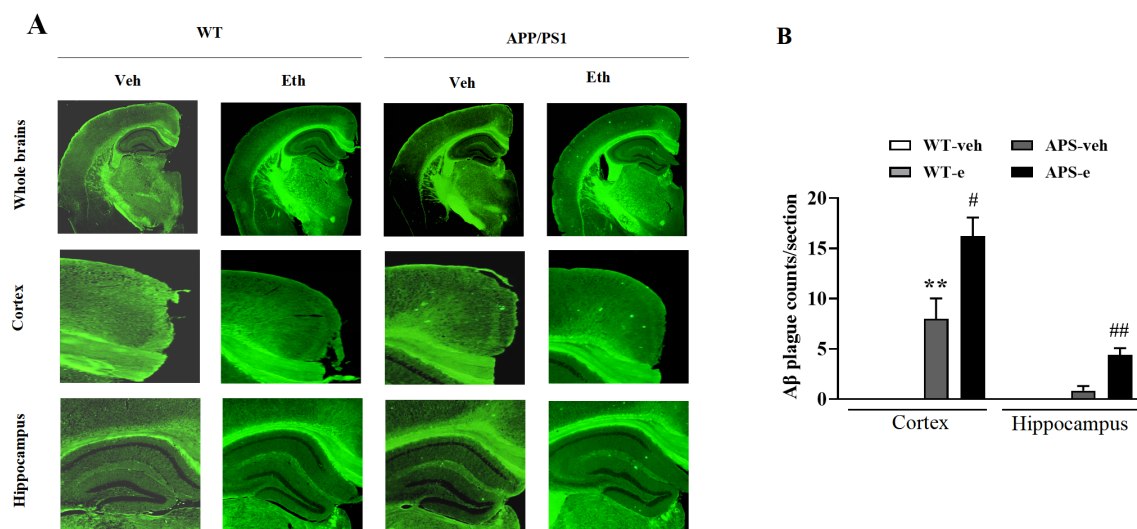 A
WT
APP/PS1
Veh
Eth
Veh
Eth
Whole brains
Cortex
Hippocampus
B
WT-veh
APS-veh
WT-e
APS-e
Aβ plague counts/section
20
15
10
5
0
**
#
##
Cortex
Hippocampus